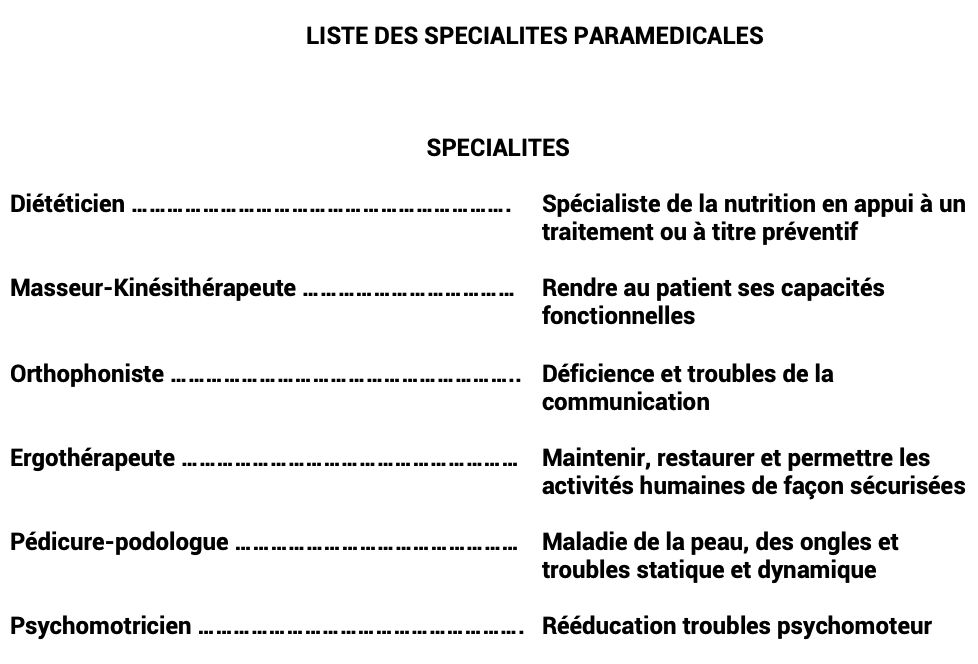 LISTE DES SPECIALITES PARAMEDICALES
SPECIALITES
Diététicien ………………………………………………………. Spécialiste de la nutrition en appui à un
traitement ou à titre préventif
Masseur-Kinésithérapeute ……………………………… Rendre au patient ses capacités
fonctionnelles
Orthophoniste ………………………………………………….. Déficience et troubles de la
communication
Ergothérapeute ………………………………………………… Maintenir, restaurer et permettre les
activités humaines de façon sécurisées
Pédicure-podologue ………………………………………… Maladie de la peau, des ongles et
troubles statique et dynamique
Psychomotricien ………………………………………………. Rééducation troubles psychomoteur